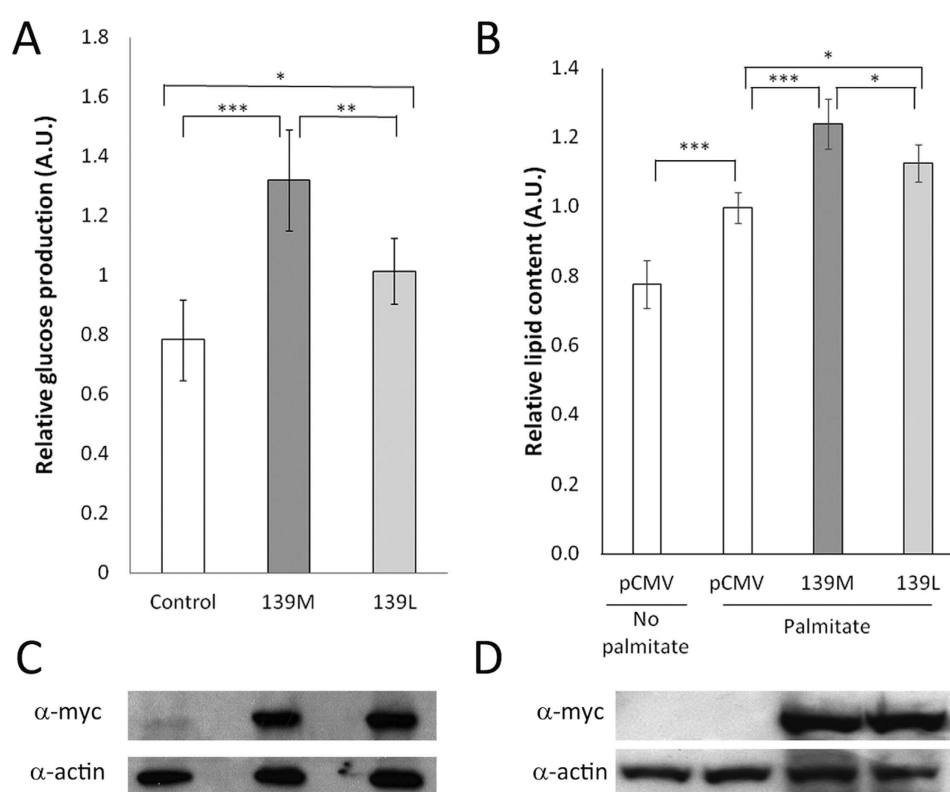 A
Relative glucose production (A.U.)
1.8
1.6
1.4
1.2
1
0.8
0.6
0.4
0.2
0
*
*** **
Control 139M 139L
B
Relative lipid content (A.U.)
1.4
1.2
1.0
0.8
0.6
0.4
0.2
0.0
*
*** *
***
pCMV pCMV 139M 139L
No
palmitate
Palmitate
C
α-myc
α-actin
D
α-myc
α-actin